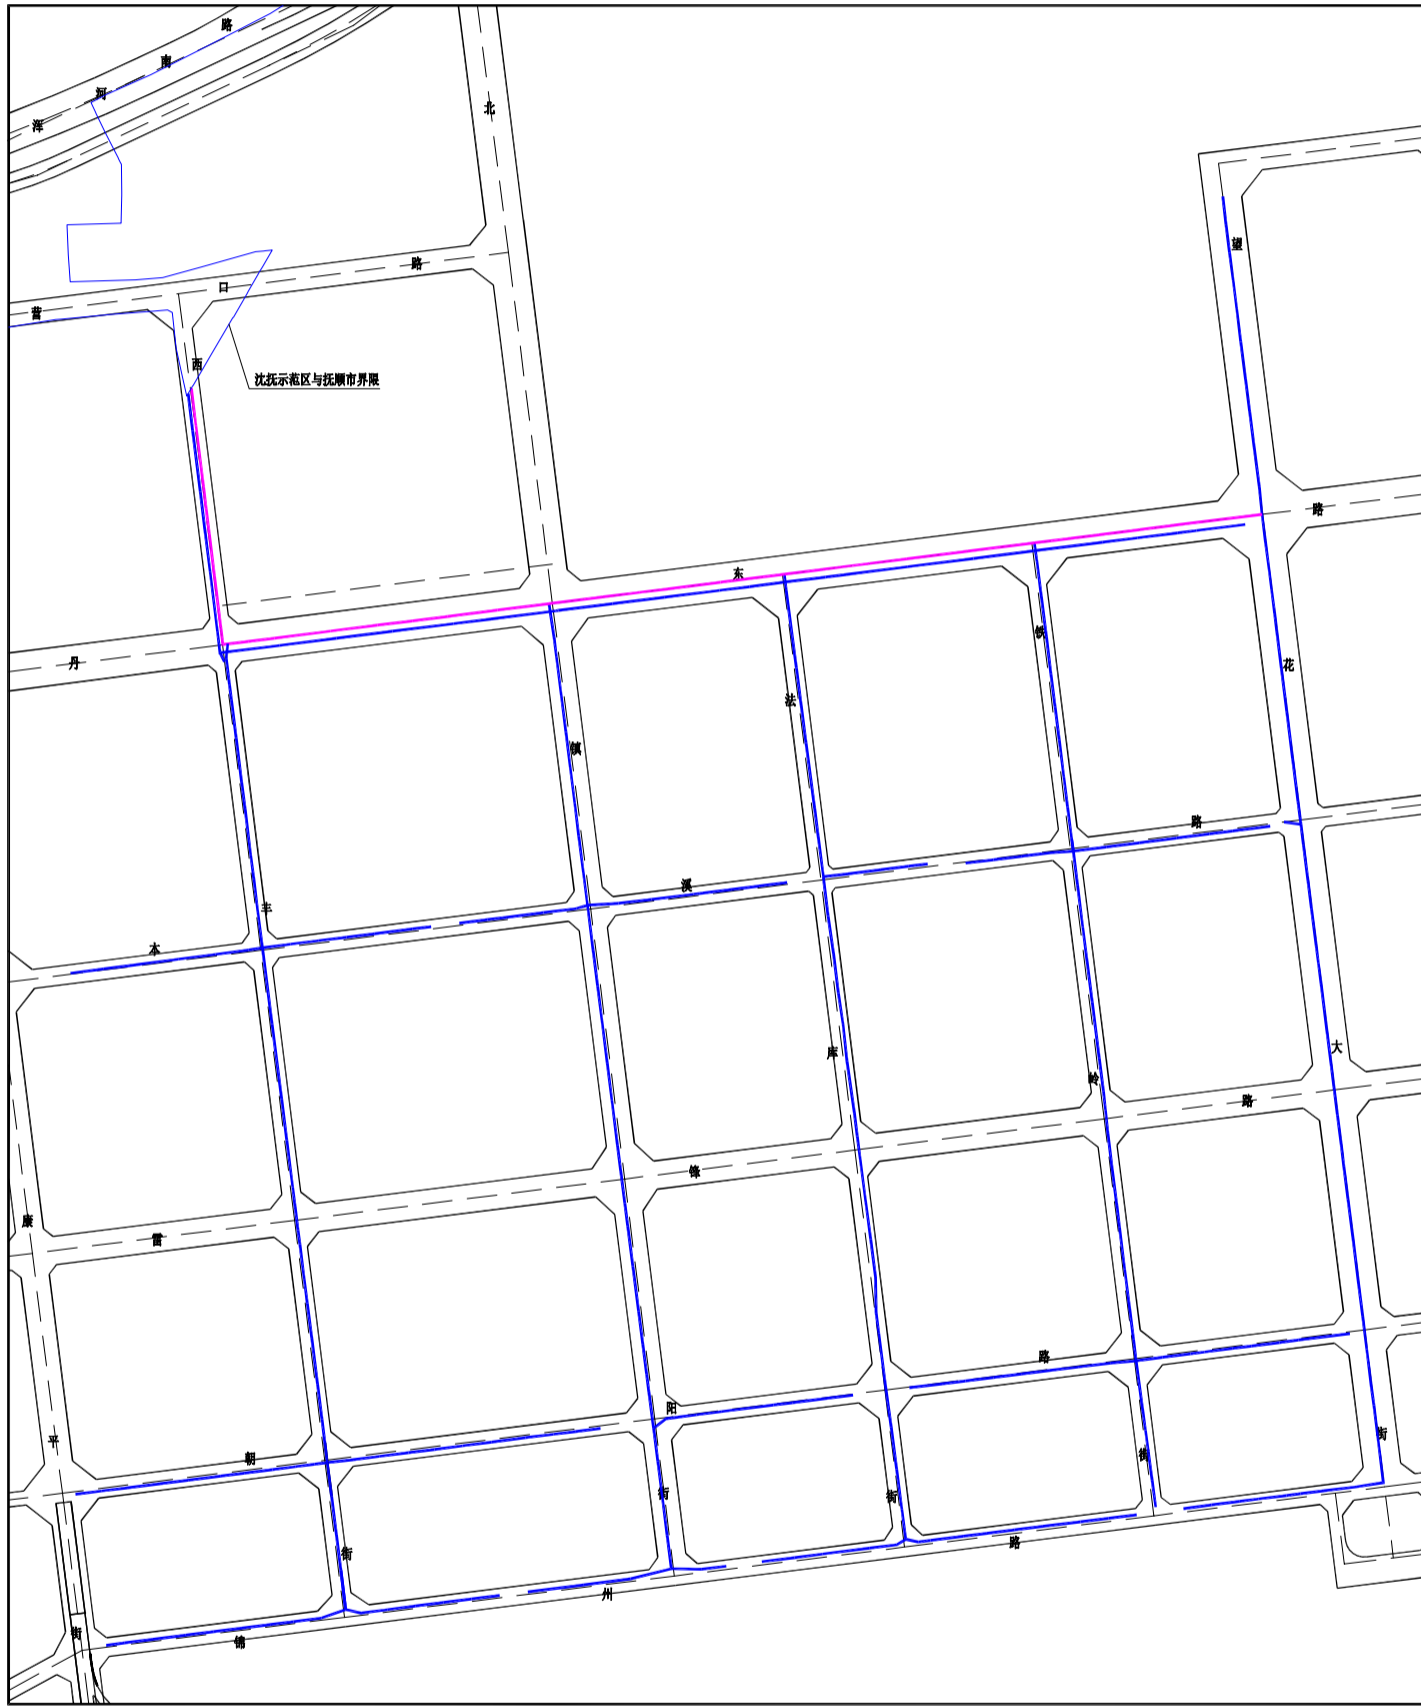 浑河南路
营口路
沈抚示范区与抚顺市界限
丹东路
本溪路
雷锋路
朝阳路
锦州路
康平街
西丰街
北镇街
法库街
铁岭街
望花大街